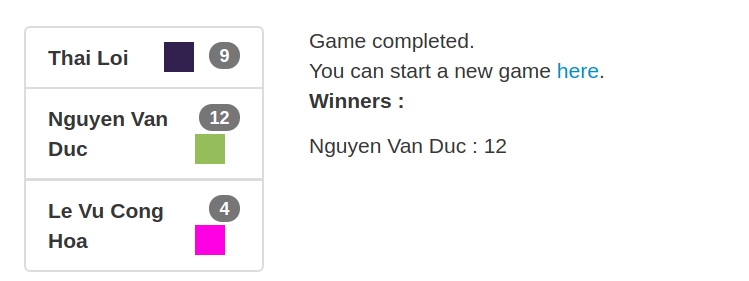 Thai Loi 9
Nguyen Van 12
Duc
Le Vu Cong 4
Hoa
Game completed.
You can start a new game here.
Winners :
Nguyen Van Duc : 12